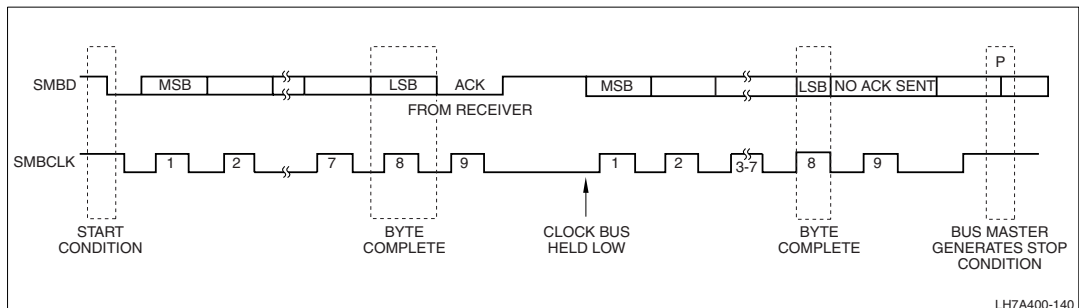 P
SMBD
MSB
LSB
ACK
MSB
LSB
NO ACK SENT
FROM RECEIVER
SMBCLK
1
2
7
8
9
1
2
3-7
8
9
START
CONDITION
BYTE
COMPLETE
CLOCK BUS
HELD LOW
BYTE
COMPLETE
BUS MASTER
GENERATES STOP
CONDITION
LH7A400-140